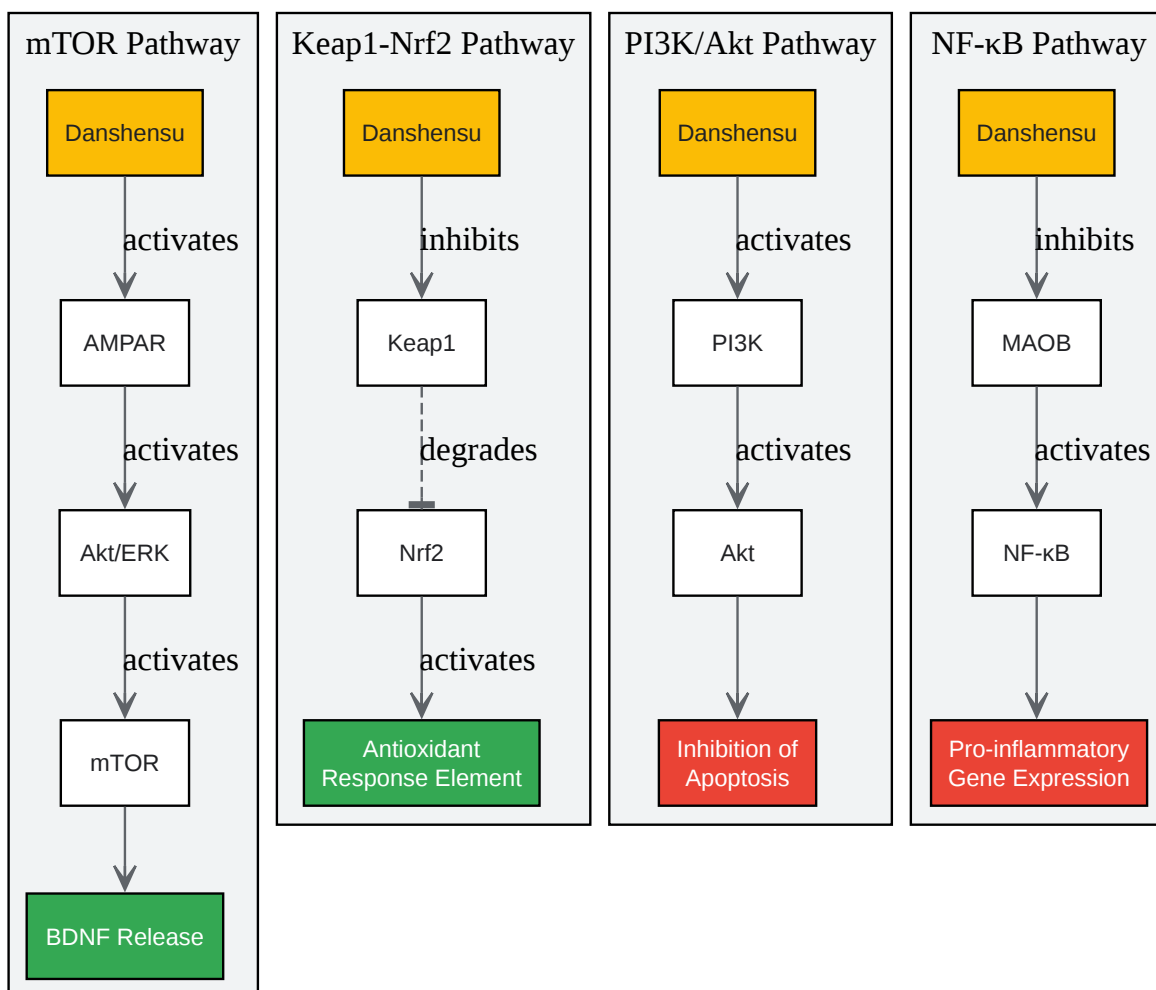 mTOR Pathway
Danshensu
activates
AMPAR
activates
Akt/ERK
activates
mTOR
BDNF Release
Keap1-Nrf2 Pathway
Danshensu
inhibits
Keap1
degrades
Nrf2
activates
Antioxidant
Response Element
PI3K/Akt Pathway
Danshensu
activates
PI3K
activates
Akt
Inhibition of
Apoptosis
NF-κB Pathway
Danshensu
inhibits
MAOB
activates
NF-κB
Pro-inflammatory
Gene Expression